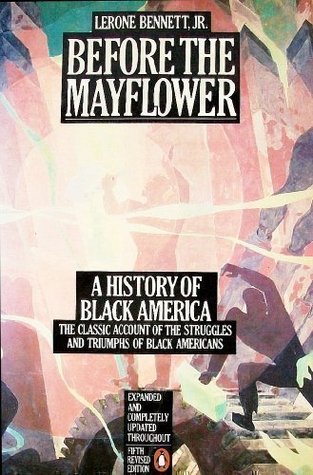 LERONE BENNETT, JR.
BEFORE THE
MAYFLOWER
A HISTORY OF
BLACK AMERICA
THE CLASSIC ACCOUNT OF THE STRUGGLES
AND TRIUMPHS OF BLACK AMERICANS
EXPANDED
AND
COMPLETELY
UPDATED
THROUGHOUT
FIFTH
REVISED
EDITION